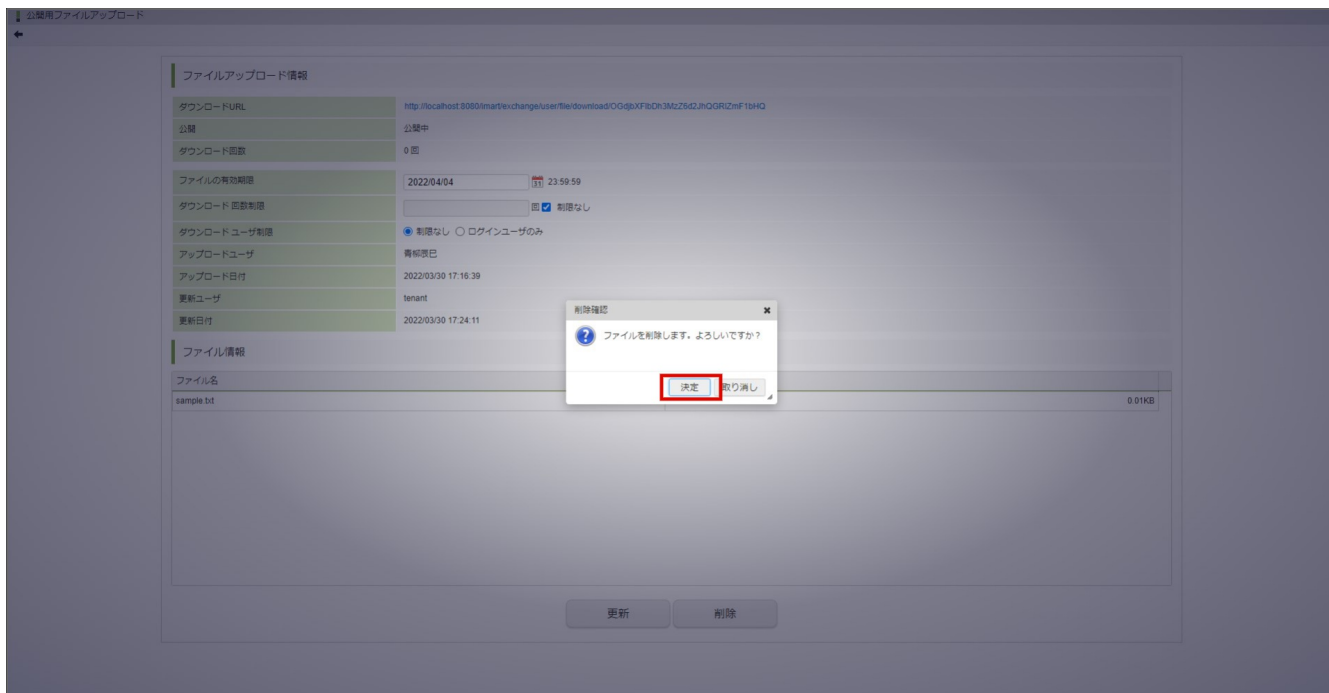 公開用ファイルアップロード
ファイルアップロード情報
ダウンロードURL
http://localhost:8080/imart/exchange/user/file/download/OGdjbXFlbDh3MzZ6d2JhQGRlZmF1bHQ
公開 公開中
ダウンロード回数 0 回
ファイルの有効期限 2022/04/04 31 23:59:59
ダウンロード 回数制限 回 制限なし
ダウンロード ユーザ制限 制限なし ログインユーザのみ
アップロードユーザ 青柳辰巳
アップロード日付 2022/03/30 17:16:39
更新ユーザ tenant
更新日付 2022/03/30 17:24:11
削除確認
ファイルを削除します。よろしいですか?
決定 取り消し
ファイル情報
ファイル名
sample.txt 0.01KB
更新 削除